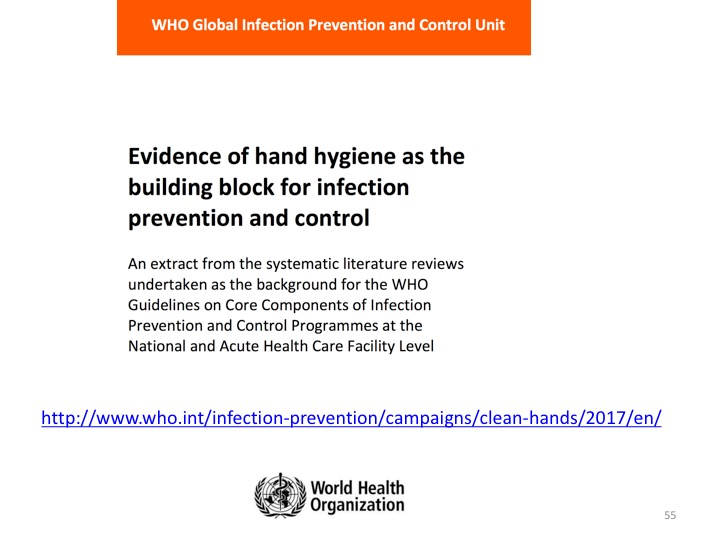 WHO Global Infection Prevention and Control Unit
Evidence of hand hygiene as the
building block for infection
prevention and control
An extract from the systematic literature reviews
undertaken as the background for the WHO
Guidelines on Core Components of Infection
Prevention and Control Programmes at the
National and Acute Health Care Facility Level
http://www.who.int/infection-prevention/campaigns/clean-hands/2017/en/
World Health
Organization
55